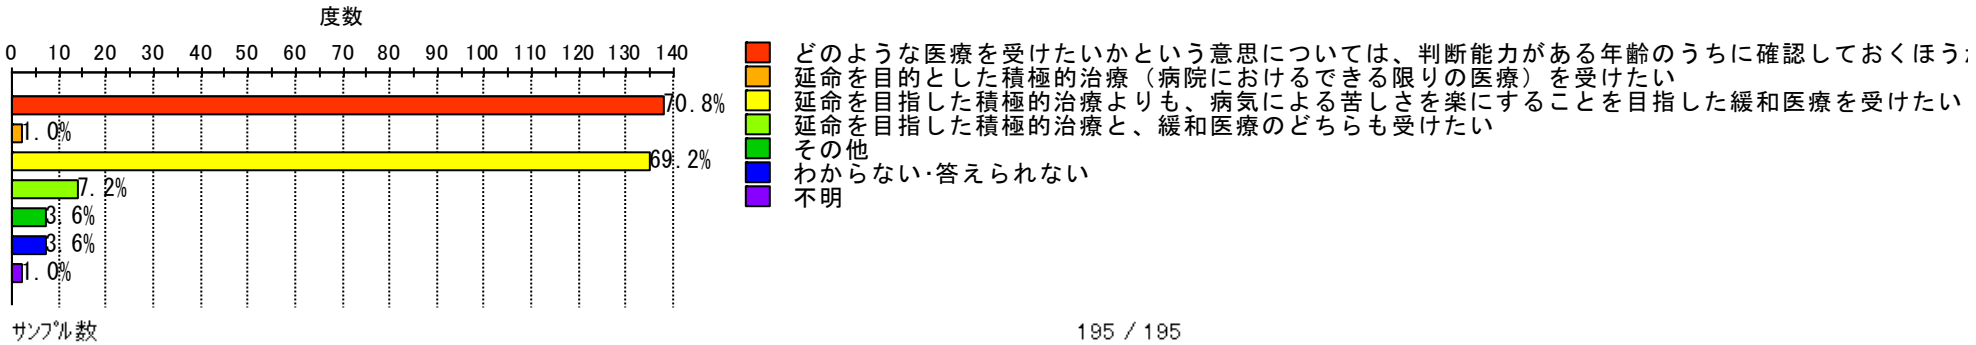 度数
0 10 20 30 40 50 60 70 80 90 100 110 120 130 140
70.8%
1.0%
69.2%
7.2%
3.6%
3.6%
1.0%
どのような医療を受けたいかという意思については、判断能力がある年齢のうちに確認しておくほうが
延命を目的とした積極的治療（病院におけるできる限りの医療）を受けたい
延命を目指した積極的治療よりも、病気による苦しさを楽にすることを目指した緩和医療を受けたい
延命を目指した積極的治療と、緩和医療のどちらも受けたい
その他
わからない･答えられない
不明
ｻﾝﾌﾟﾙ数
195 / 195